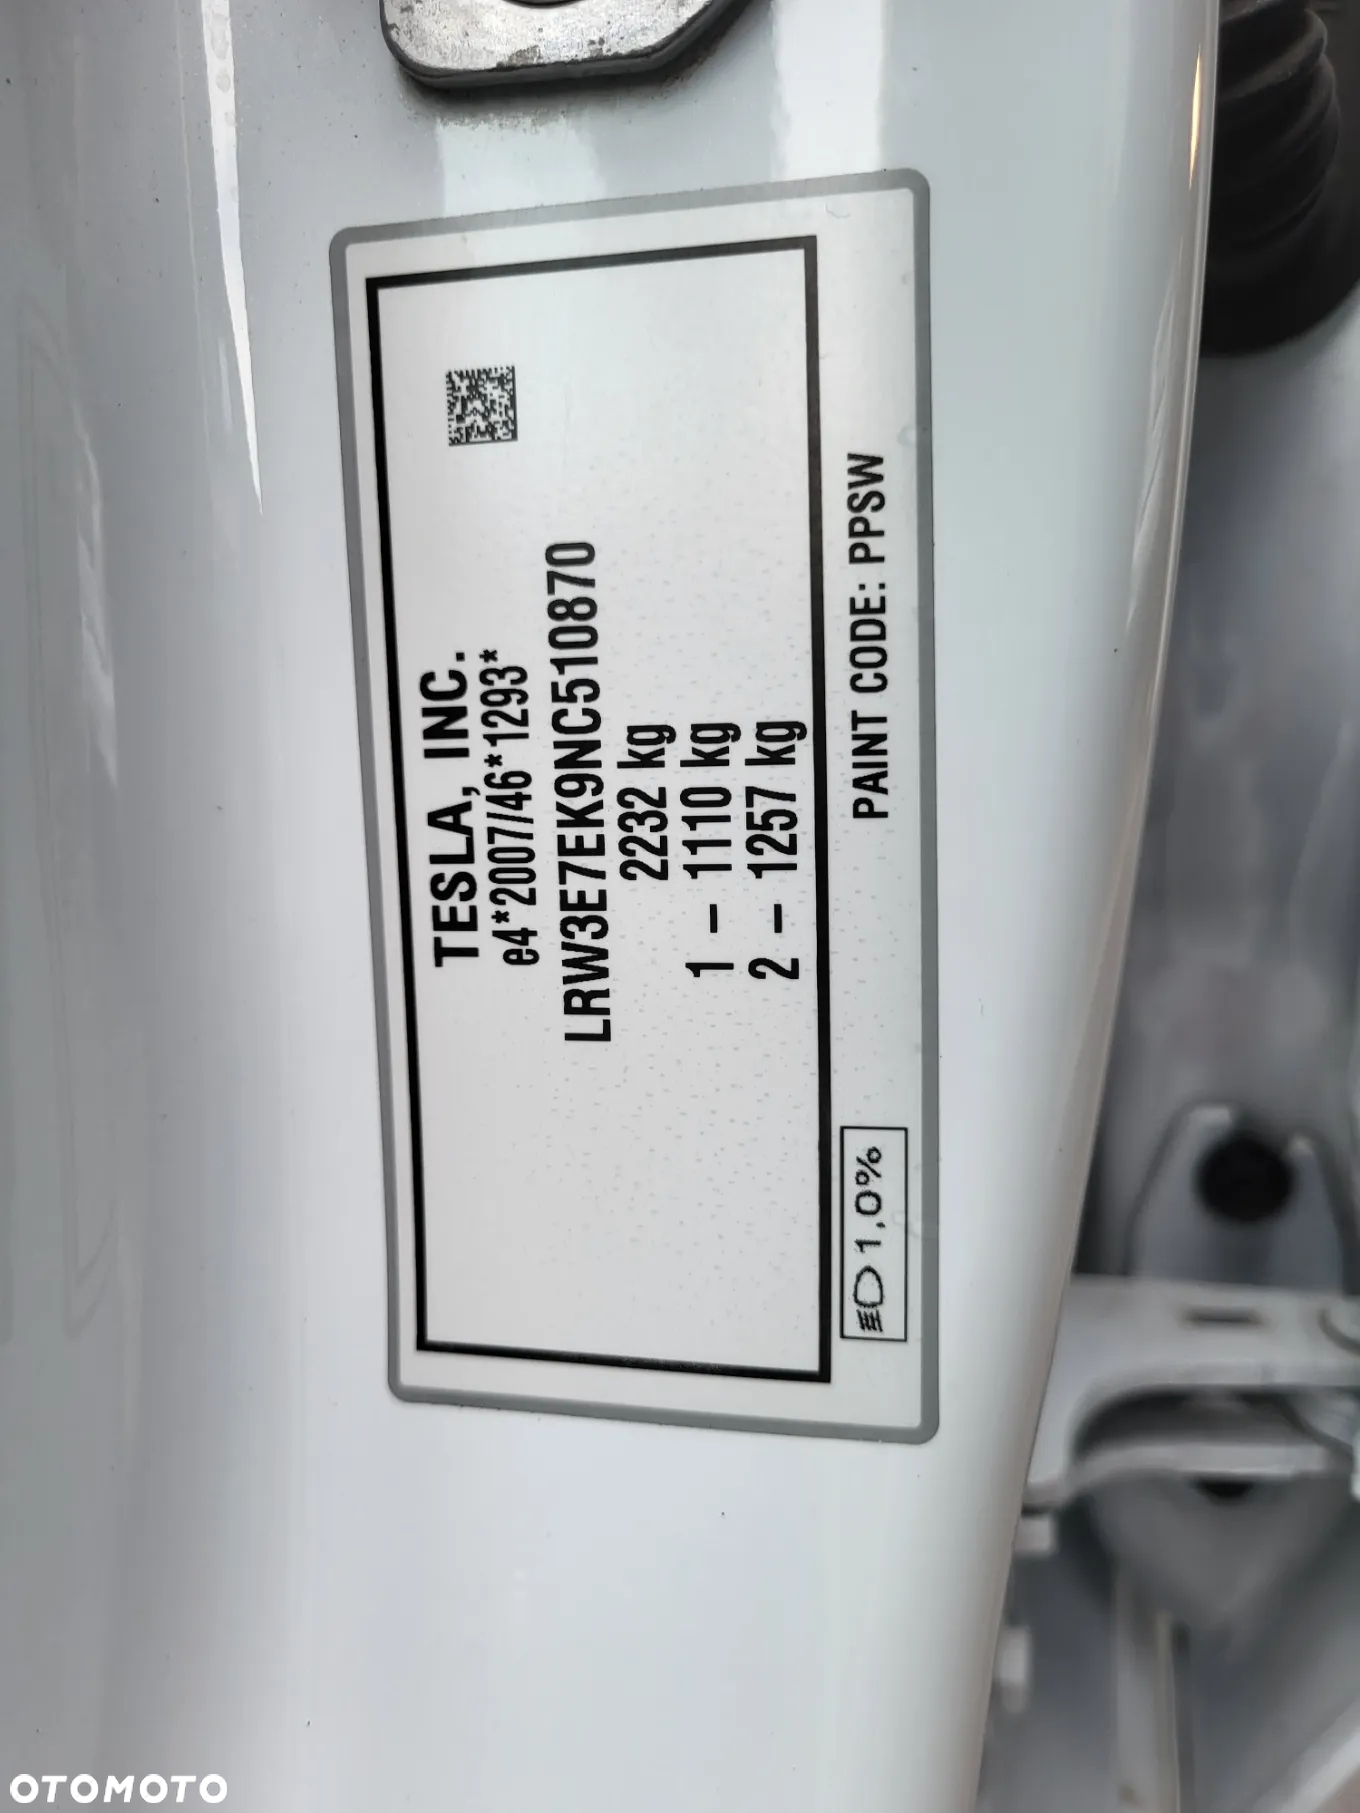 TESLA, INC.
e4*2007/46*1293*
LRW3E7EK9NC510870
2232 kg
1 - 1110 kg
2 - 1257 kg
1,0%
PAINT CODE: PPSW
OTOMOTO